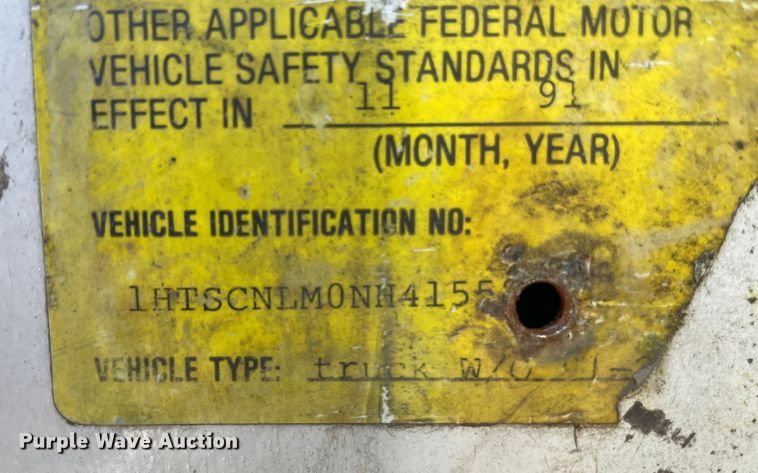 OTHER APPLICABLE FEDERAL MOTOR
VEHICLE SAFETY STANDARDS IN
EFFECT IN 11 91
(MONTH, YEAR)
VEHICLE IDENTIFICATION NO:
1HTSCNLM0NH4155
VEHICLE TYPE: truck W/O
Purple Wave Auction